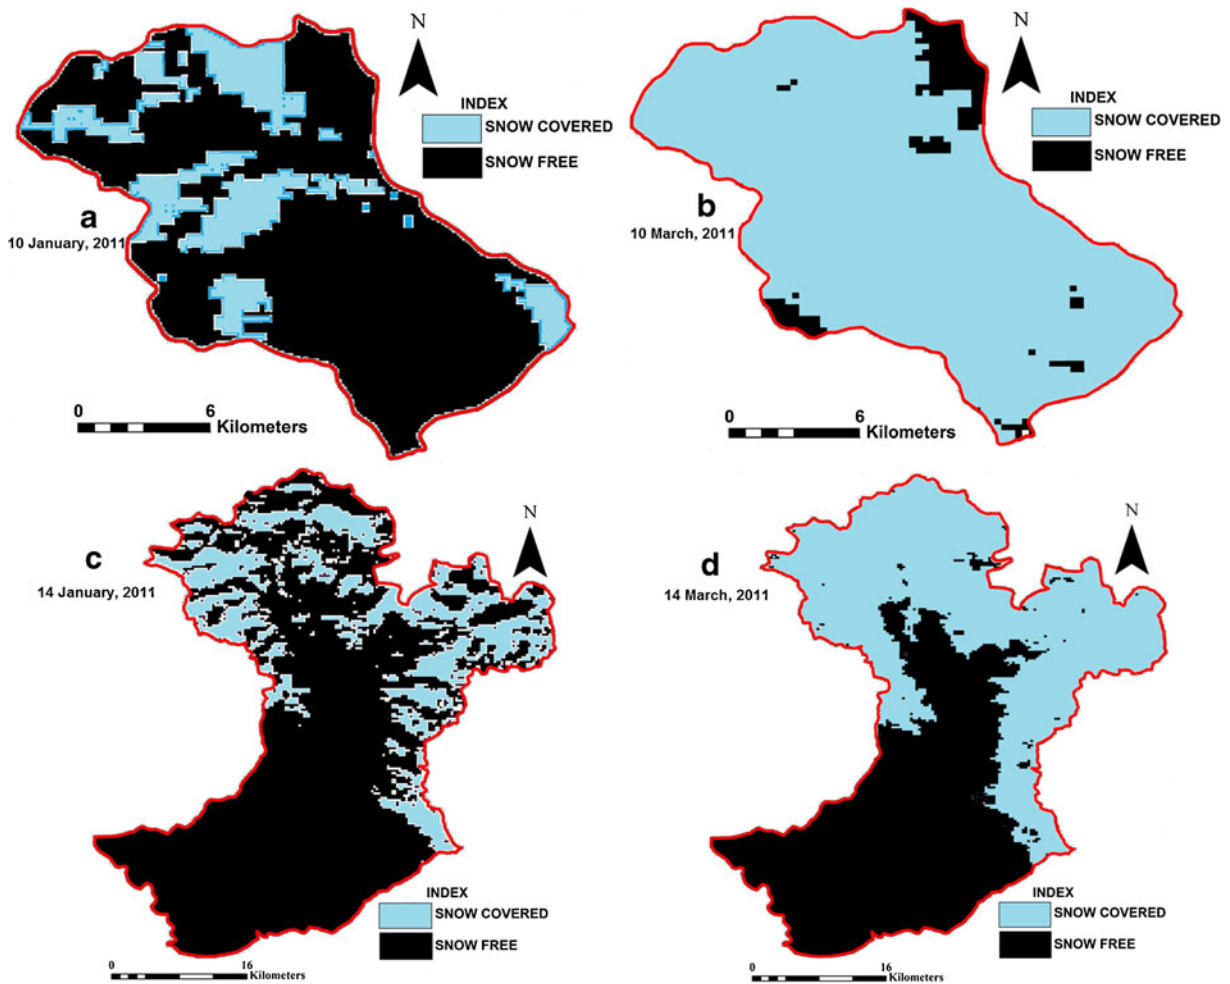 N
INDEX
SNOW COVERED
SNOW FREE
a
10 January, 2011
0 6
Kilometers
N
INDEX
SNOW COVERED
SNOW FREE
b
10 March, 2011
0 6
Kilometers
N
c
14 January, 2011
INDEX
SNOW COVERED
SNOW FREE
0 16
Kilometers
N
d
14 March, 2011
INDEX
SNOW COVERED
SNOW FREE
0 16
Kilometers